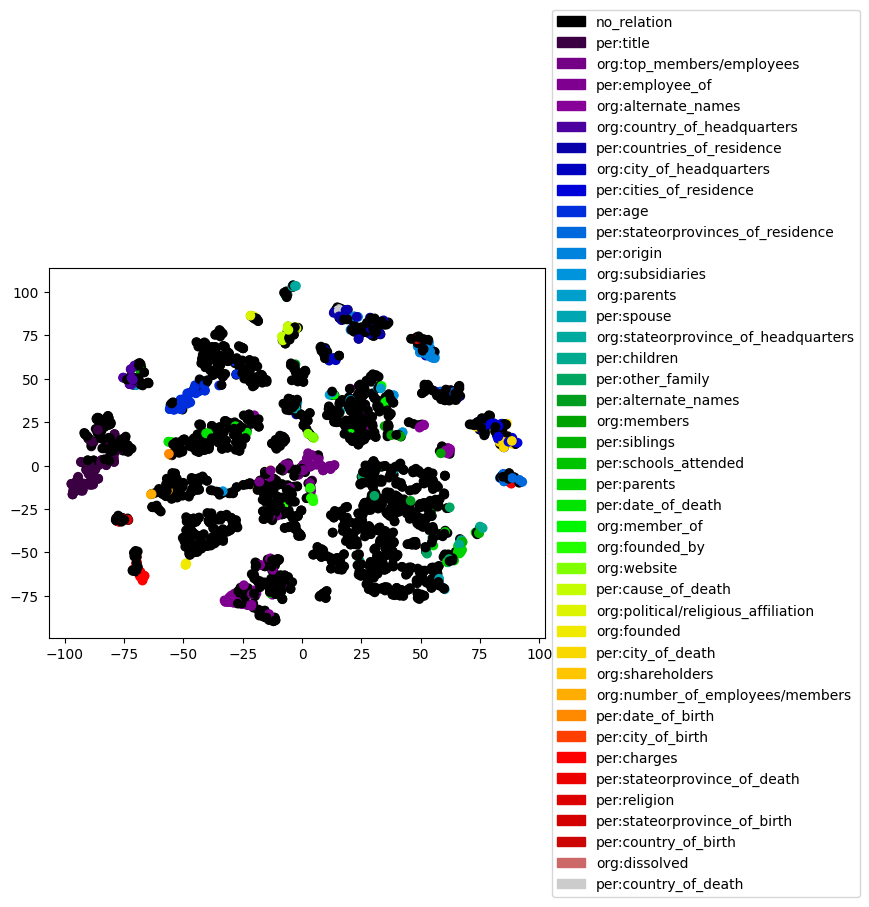 100
75
50
25
0
−25
−50
−75
−100
−75
−50
−25
0
25
50
75
100
no_relation
per:title
org:top_members/employees
per:employee_of
org:alternate_names
org:country_of_headquarters
per:countries_of_residence
org:city_of_headquarters
per:cities_of_residence
per:age
per:stateorprovinces_of_residence
per:origin
org:subsidiaries
org:parents
per:spouse
org:stateorprovince_of_headquarters
per:children
per:other_family
per:alternate_names
org:members
per:siblings
per:schools_attended
per:parents
per:date_of_death
org:member_of
org:founded_by
org:website
per:cause_of_death
org:political/religious_affiliation
org:founded
per:city_of_death
org:shareholders
org:number_of_employees/members
per:date_of_birth
per:city_of_birth
per:charges
per:stateorprovince_of_death
per:religion
per:stateorprovince_of_birth
per:country_of_birth
org:dissolved
per:country_of_death